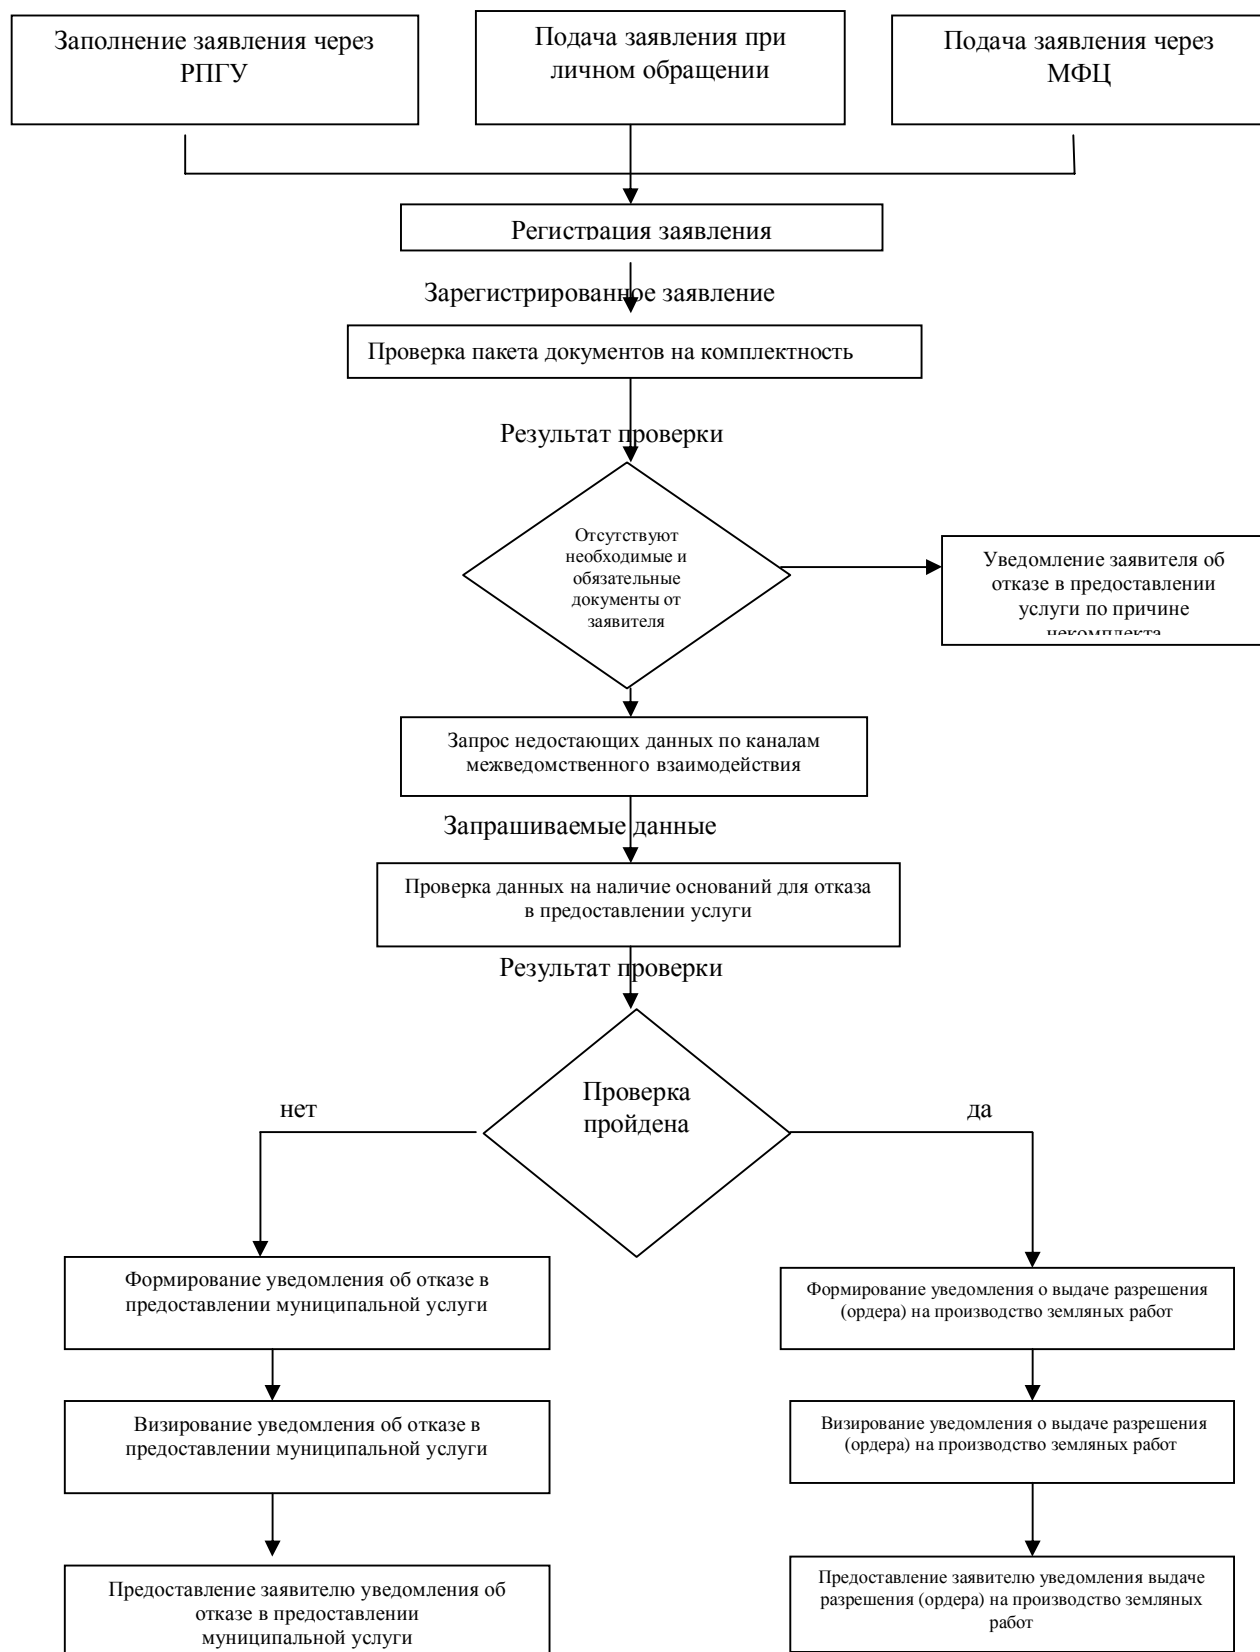 Заполнение заявления через
РПГУ
Подача заявления при
личном обращении
Подача заявления через
МФЦ
Регистрация заявления
Зарегистрированное заявление
Проверка пакета документов на комплектность
Результат проверки
Отсутствуют
необходимые и
обязательные
документы от
заявителя
Уведомление заявителя об
отказе в предоставлении
услуги по причине
некомплекта
Запрос недостающих данных по каналам
межведомственного взаимодействия
Запрашиваемые данные
Проверка данных на наличие оснований для отказа
в предоставлении услуги
Результат проверки
Проверка
пройдена
нет
да
Формирование уведомления об отказе в
предоставлении муниципальной услуги
Формирование уведомления о выдаче разрешения
(ордера) на производство земляных работ
Визирование уведомления об отказе в
предоставлении муниципальной услуги
Визирование уведомления о выдаче разрешения
(ордера) на производство земляных работ
Предоставление заявителю уведомления об
отказе в предоставлении
муниципальной услуги
Предоставление заявителю уведомления выдаче
разрешения (ордера) на производство земляных
работ